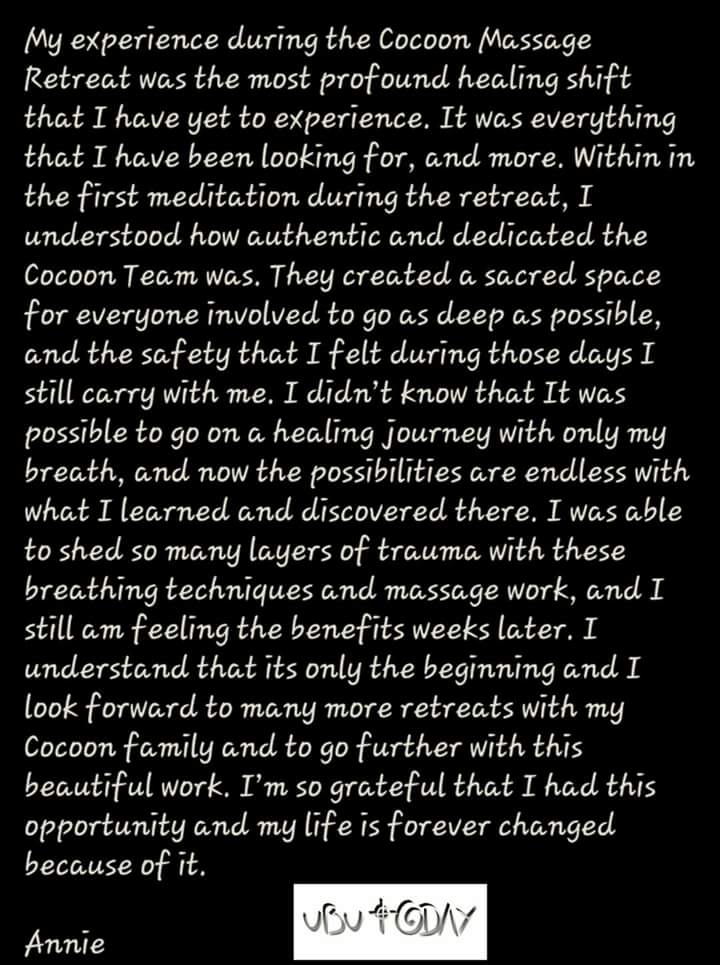 My experience during the Cocoon Massage
Retreat was the most profound healing shift
that I have yet to experience. It was everything
that I have been looking for, and more. Within in
the first meditation during the retreat, I
understood how authentic and dedicated the
Cocoon Team was. They created a sacred space
for everyone involved to go as deep as possible,
and the safety that I felt during those days I
still carry with me. I didn't know that It was
possible to go on a healing journey with only my
breath, and now the possibilities are endless with
what I learned and discovered there. I was able
to shed so many layers of trauma with these
breathing techniques and massage work, and I
still am feeling the benefits weeks later. I
understand that its only the beginning and I
look forward to many more retreats with my
Cocoon family and to go further with this
beautiful work. I'm so grateful that I had this
opportunity and my life is forever changed
because of it.
UBU TODAY
Annie